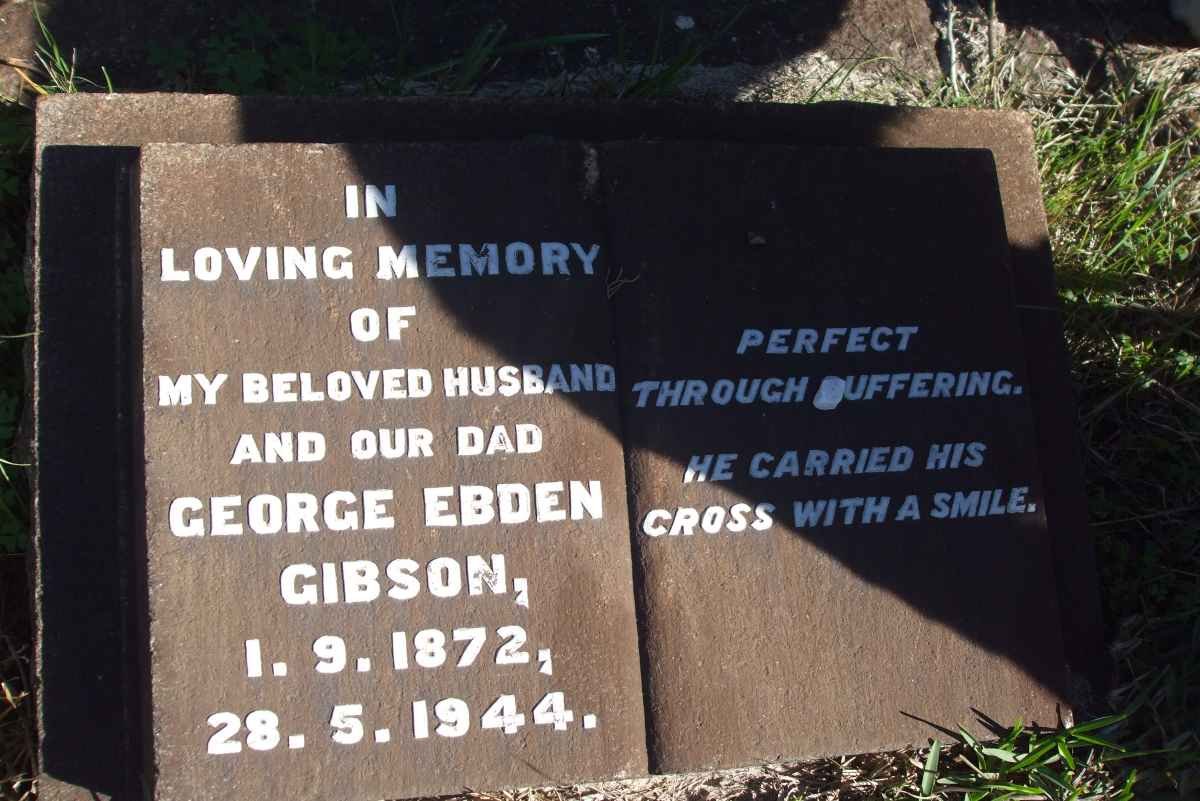 IN
LOVING MEMORY
OF
MY BELOVED HUSBAND
AND OUR DAD
GEORGE EBDEN
GIBSON,
1. 9. 1872,
28. 5. 1944.
PERFECT
THROUGH SUFFERING.
HE CARRIED HIS
CROSS WITH A SMILE.